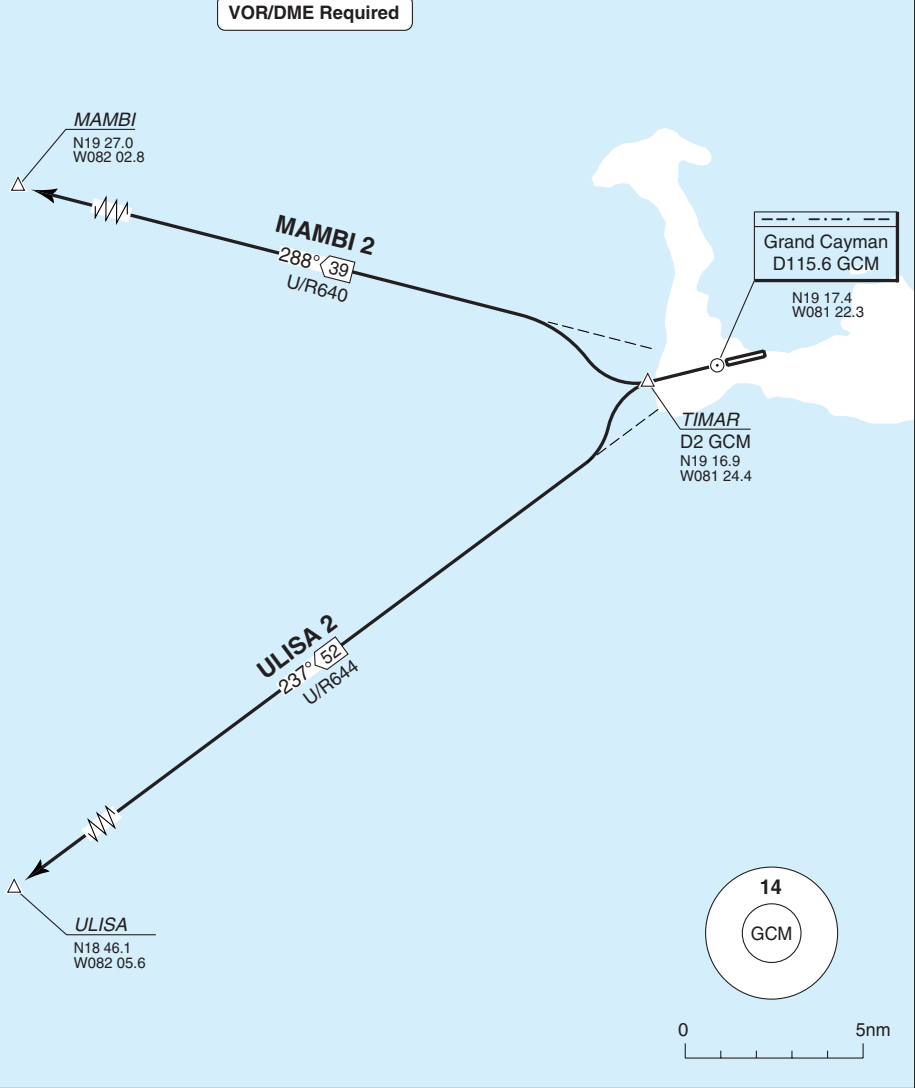 VOR/DME Required
MAMBI
N19 27.0
W082 02.8
MAMBI 2
288° 39
U/R640
Grand Cayman
D115.6 GCM
N19 17.4
W081 22.3
TIMAR
D2 GCM
N19 16.9
W081 24.4
ULISA 2
237° 52
U/R644
ULISA
N18 46.1
W082 05.6
14
GCM
0 5nm